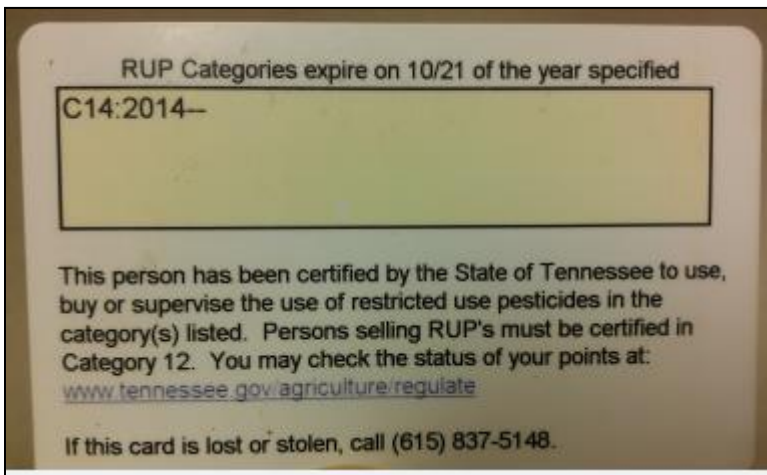 RUP Categories expire on 10/21 of the year specified
C14:2014--
This person has been certified by the State of Tennessee to use,
buy or supervise the use of restricted use pesticides in the
category(s) listed. Persons selling RUP's must be certified in
Category 12. You may check the status of your points at:
www.tennessee.gov/agriculture/regulate
If this card is lost or stolen, call (615) 837-5148.